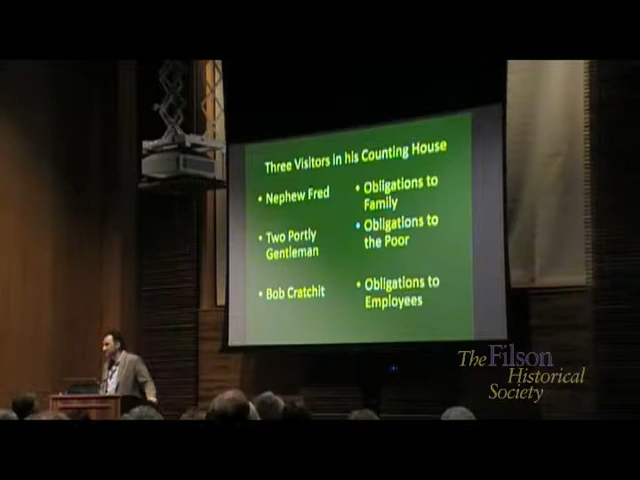 Three Visitors in his Counting House
• Nephew Fred
• Two Portly
Gentleman
• Bob Cratchit
• Obligations to
Family
• Obligations to
the Poor
• Obligations to
Employees
The Filson
Historical
Society